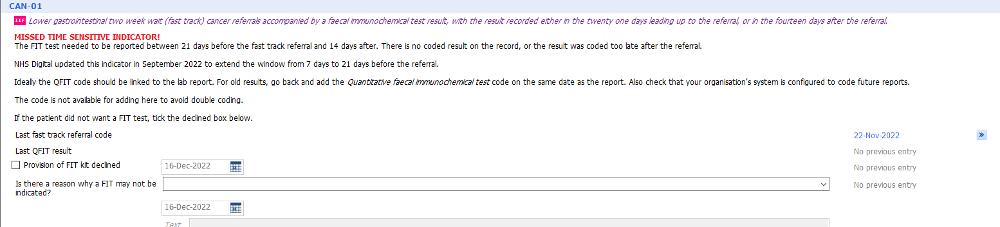 CAN-01
IIF Lower gastrointestinal two week wait (fast track) cancer referrals accompanied by a faecal immunochemical test result, with the result recorded either in the twenty one days leading up to the referral, or in the fourteen days after the referral.
MISSED TIME SENSITIVE INDICATOR!
The FIT test needed to be reported between 21 days before the fast track referral and 14 days after. There is no coded result on the record, or the result was coded too late after the referral.
NHS Digital updated this indicator in September 2022 to extend the window from 7 days to 21 days before the referral.
Ideally the QFIT code should be linked to the lab report. For old results, go back and add the Quantitative faecal immunochemical test code on the same date as the report. Also check that your organisation's system is configured to code future reports.
The code is not available for adding here to avoid double coding.
If the patient did not want a FIT test, tick the declined box below.
Last fast track referral code 22-Nov-2022 »
Last QFIT result No previous entry
Provision of FIT kit declined 16-Dec-2022 No previous entry
Is there a reason why a FIT may not be No previous entry
indicated?
16-Dec-2022
Text